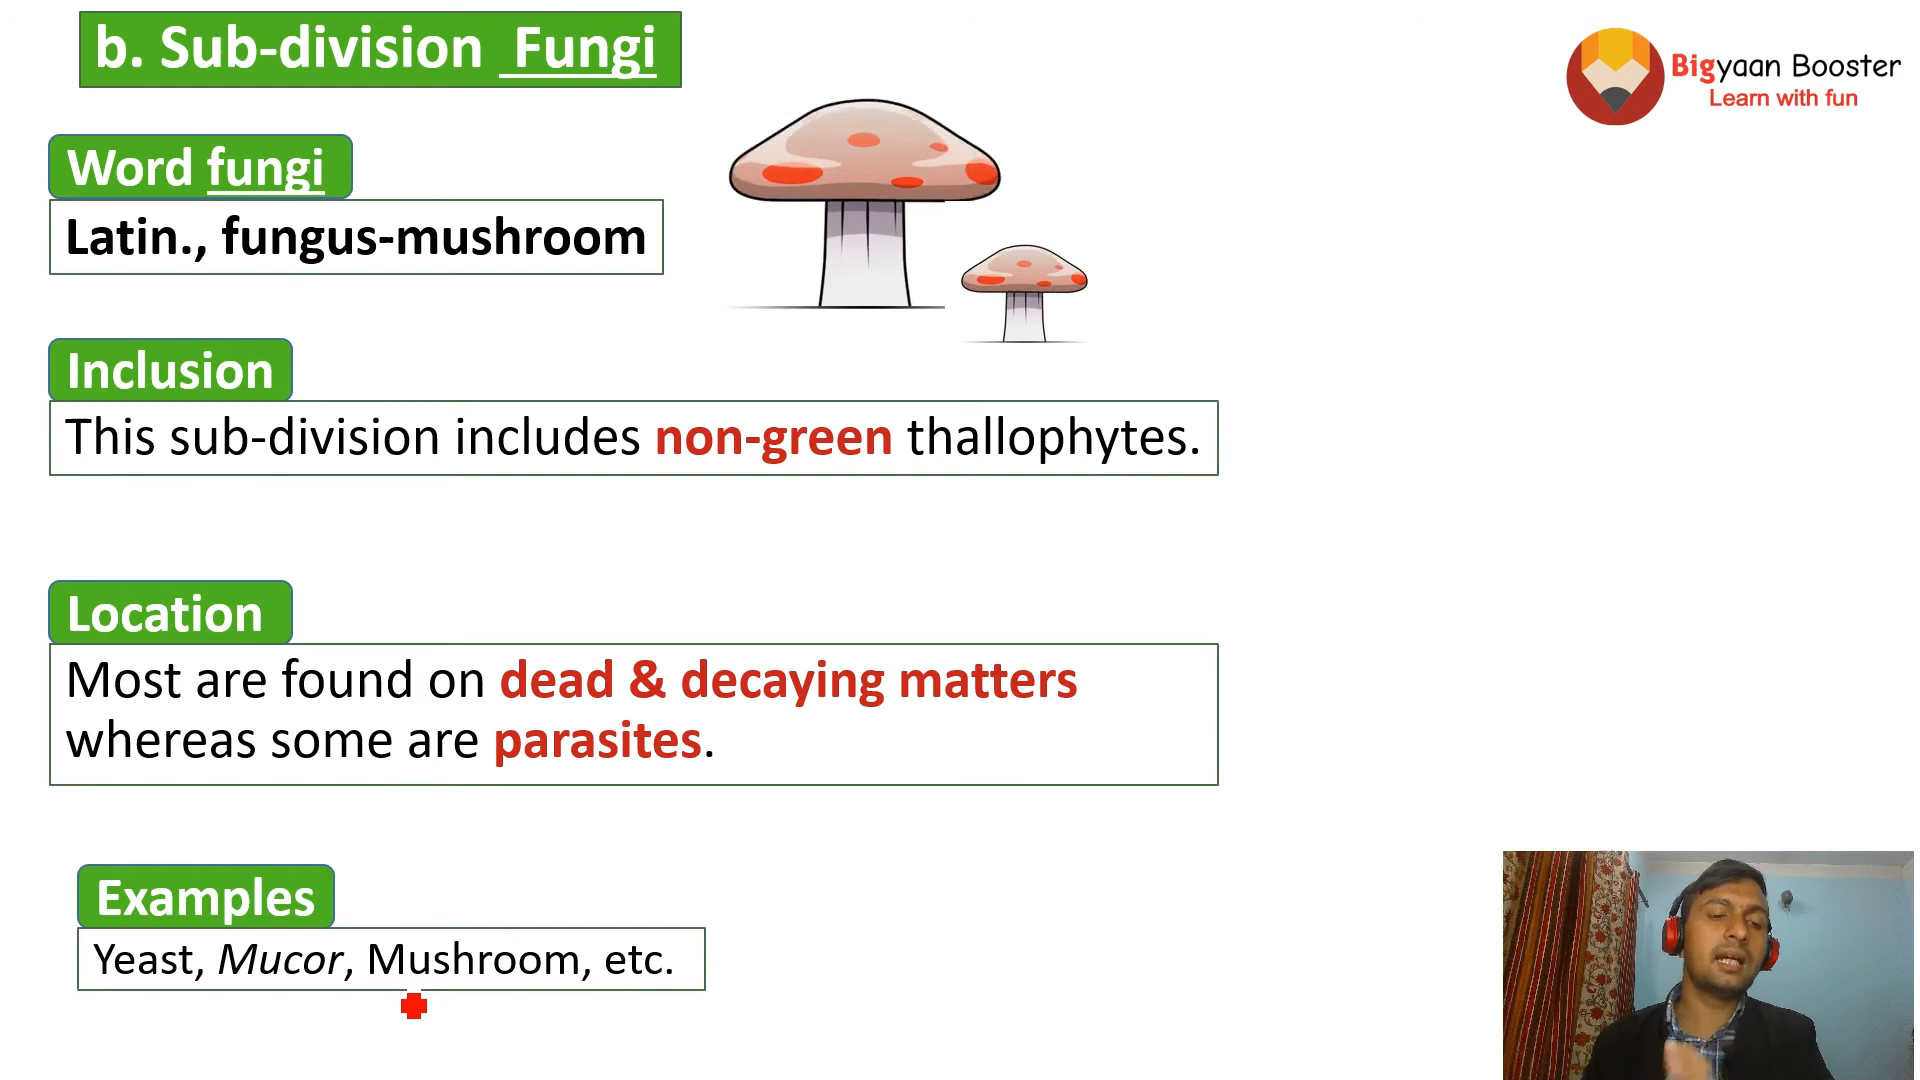 b. Sub-division  Fungi
Bigyaan Booster
Learn with fun
Word fungi
Latin., fungus-mushroom
Inclusion
This sub-division includes non-green thallophytes.
Location
Most are found on dead & decaying matters
whereas some are parasites.
Examples
Yeast, Mucor, Mushroom, etc.